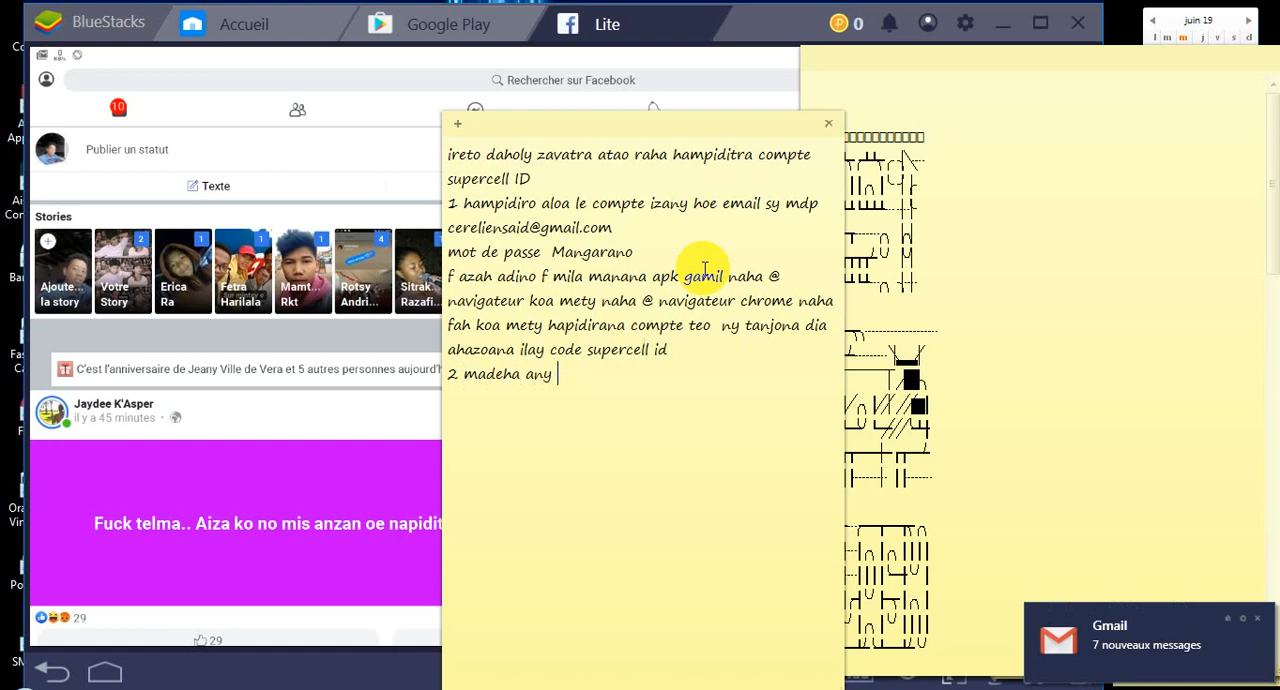 BlueStacks
Accueil
Google Play
Lite
0
juin 19
l m m j v s d
Rechercher sur Facebook
10
Publier un statut
Texte
Stories
2
1
1
1
4
Ajoute... la story
Votre Story
Erica Ra
Fetra Harilala
Mamt... Rkt
Rotsy Andri...
Sitrak Razafi...
C'est l'anniversaire de Jeany Ville de Vera et 5 autres personnes aujourd'h
Jaydee K'Asper
il y a 45 minutes ·
Fuck telma.. Aiza ko no mis anzan oe napidit
29
29
+
ireto daholy zavatra atao raha hampiditra compte
supercell ID
1 hampidiro aloa le compte izany hoe email sy mdp
cereliensaid@gmail.com
mot de passe Mangarano
f azah adino f mila manana apk gamil naha @
navigateur koa mety naha @ navigateur chrome naha
fah koa mety hapidirana compte teo ny tanjona dia
ahazoana ilay code supercell id
2 madeha any
Gmail
7 nouveaux messages